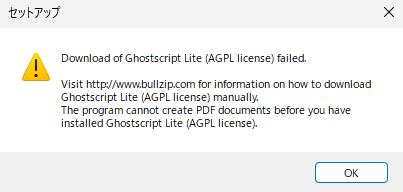 セットアップ
Download of Ghostscript Lite (AGPL license) failed.
Visit http://www.bullzip.com for information on how to download
Ghostscript Lite (AGPL license) manually.
The program cannot create PDF documents before you have
installed Ghostscript Lite (AGPL license).
OK